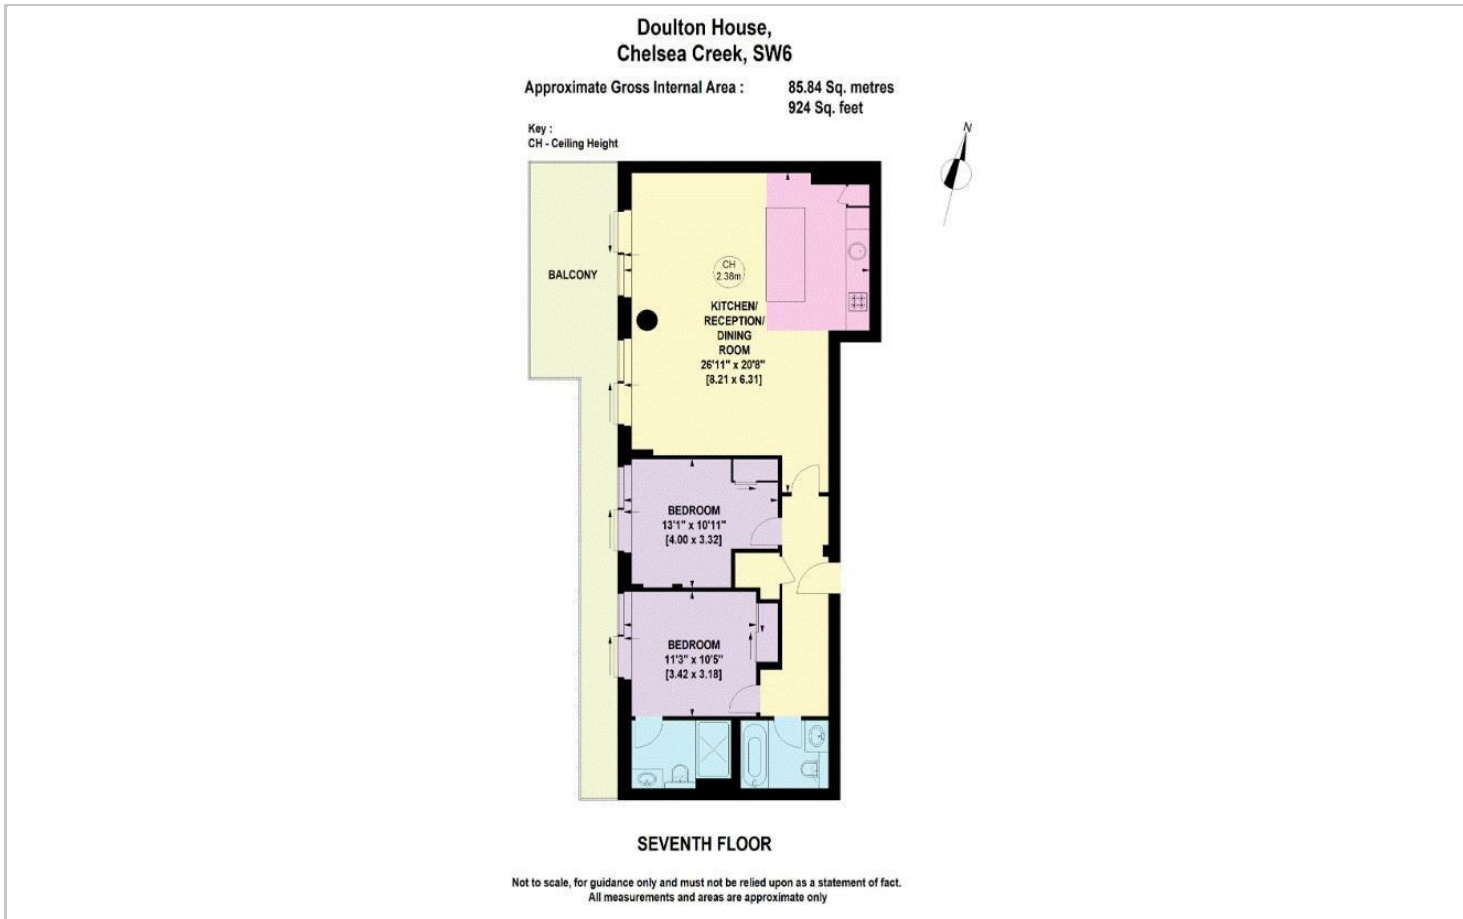 Doulton House,
Chelsea Creek, SW6
Approximate Gross Internal Area : 85.84 Sq. metres
924 Sq. feet
Key :
CH - Ceiling Height
N
BALCONY
CH
2.38m
KITCHEN/
RECEPTION/
DINING
ROOM
26'11" x 20'8"
[8.21 x 6.31]
BEDROOM
13'1" x 10'11"
[4.00 x 3.32]
BEDROOM
11'3" x 10'5"
[3.42 x 3.18]
SEVENTH FLOOR
Not to scale, for guidance only and must not be relied upon as a statement of fact.
All measurements and areas are approximate only